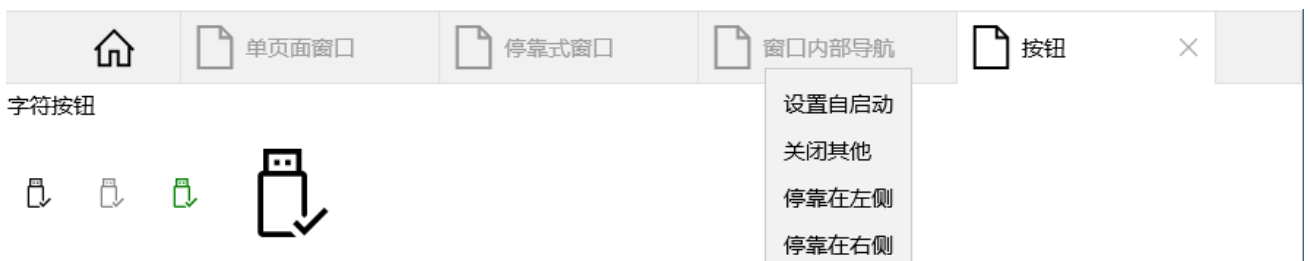 单页面窗口
停靠式窗口
窗口内部导航
按钮
字符按钮
设置自启动
关闭其他
停靠在左侧
停靠在右侧